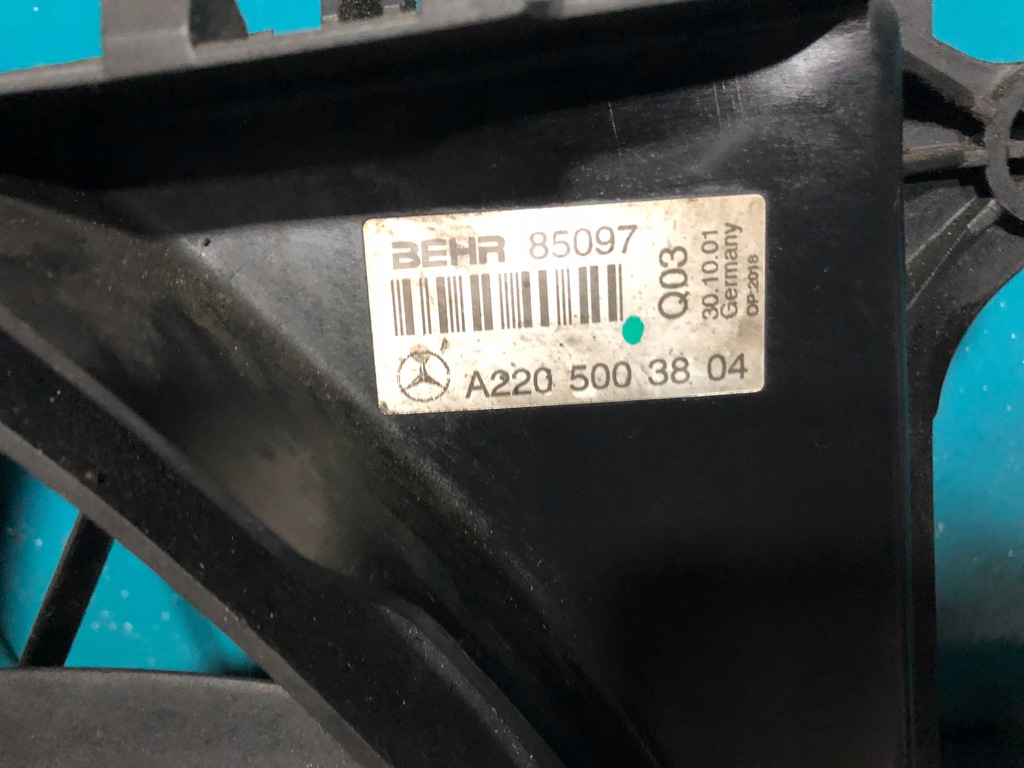 BEHR 85097
A220 500 38 04
Q03
30.10.01
Germany
OP:2018